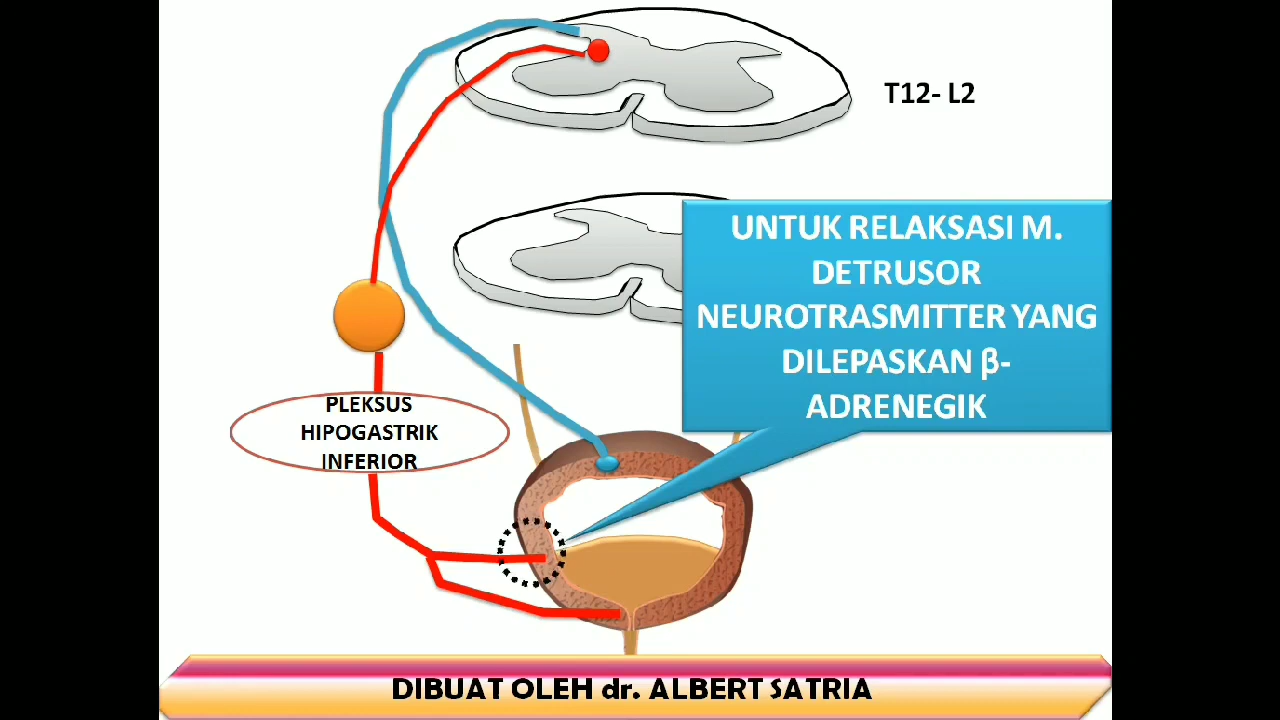 T12- L2
UNTUK RELAKSASI M.
DETRUSOR
NEUROTRASMITTER YANG
DILEPASKAN β-
ADRENEGIK
PLEKSUS
HIPOGASTRIK
INFERIOR
DIBUAT OLEH dr. ALBERT SATRIA